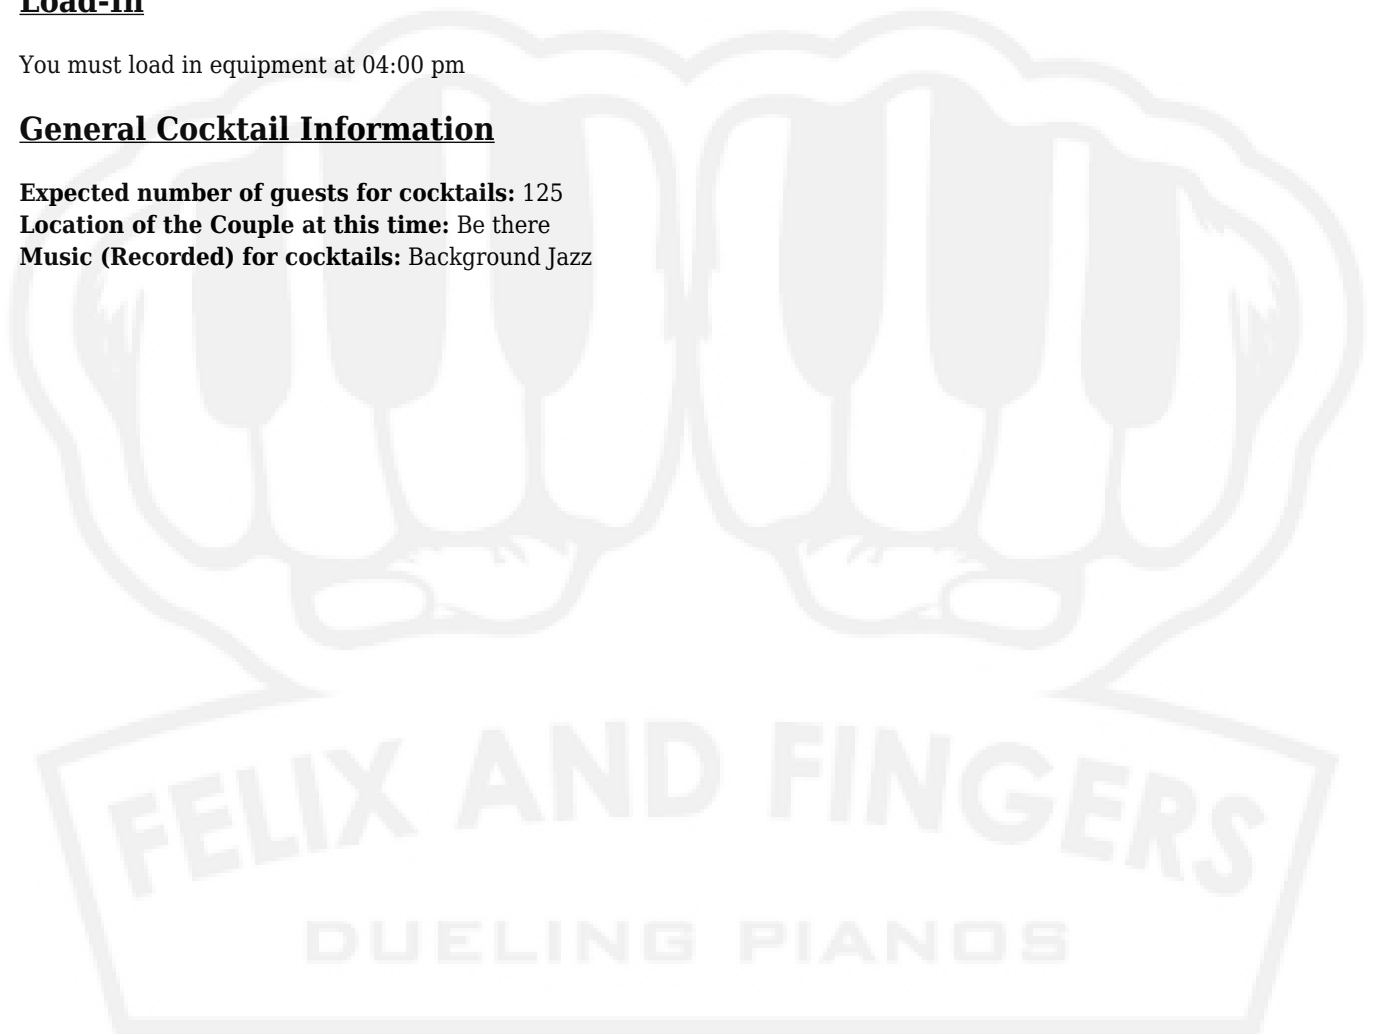 Load-In
You must load in equipment at 04:00 pm
General Cocktail Information
Expected number of guests for cocktails: 125
Location of the Couple at this time: Be there
Music (Recorded) for cocktails: Background Jazz
FELIX AND FINGERS
DUELING PIANOS